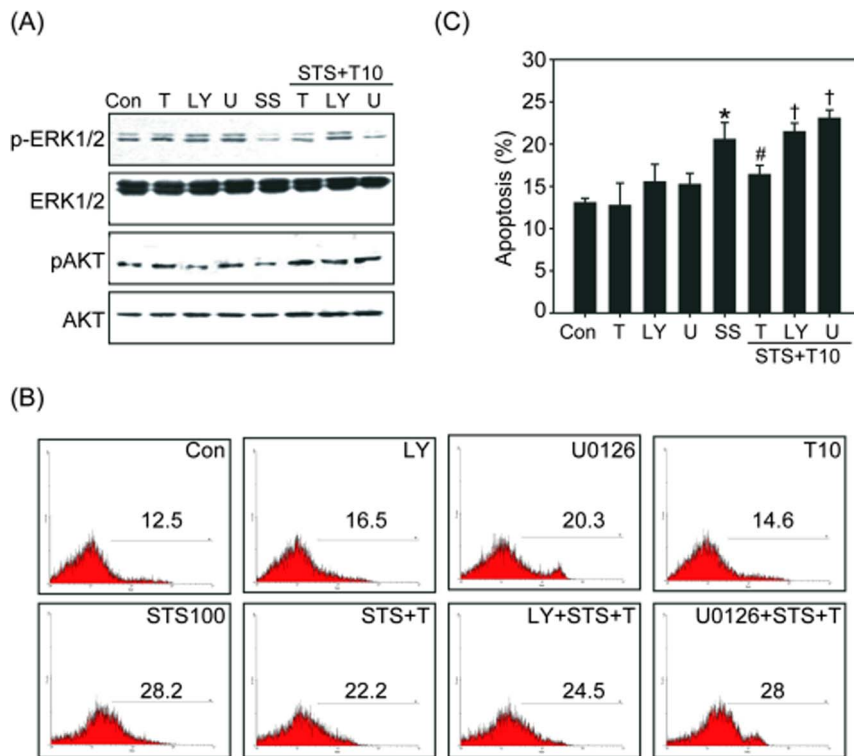 (A)
STS+T10
Con T LY U SS T LY U
p-ERK1/2
ERK1/2
pAKT
AKT
(C)
Apoptosis (%)
30
25
20
15
10
5
0
*
#
†
†
Con T LY U SS T LY U
STS+T10
(B)
Con
12.5
LY
16.5
U0126
20.3
T10
14.6
STS100
28.2
STS+T
22.2
LY+STS+T
24.5
U0126+STS+T
28